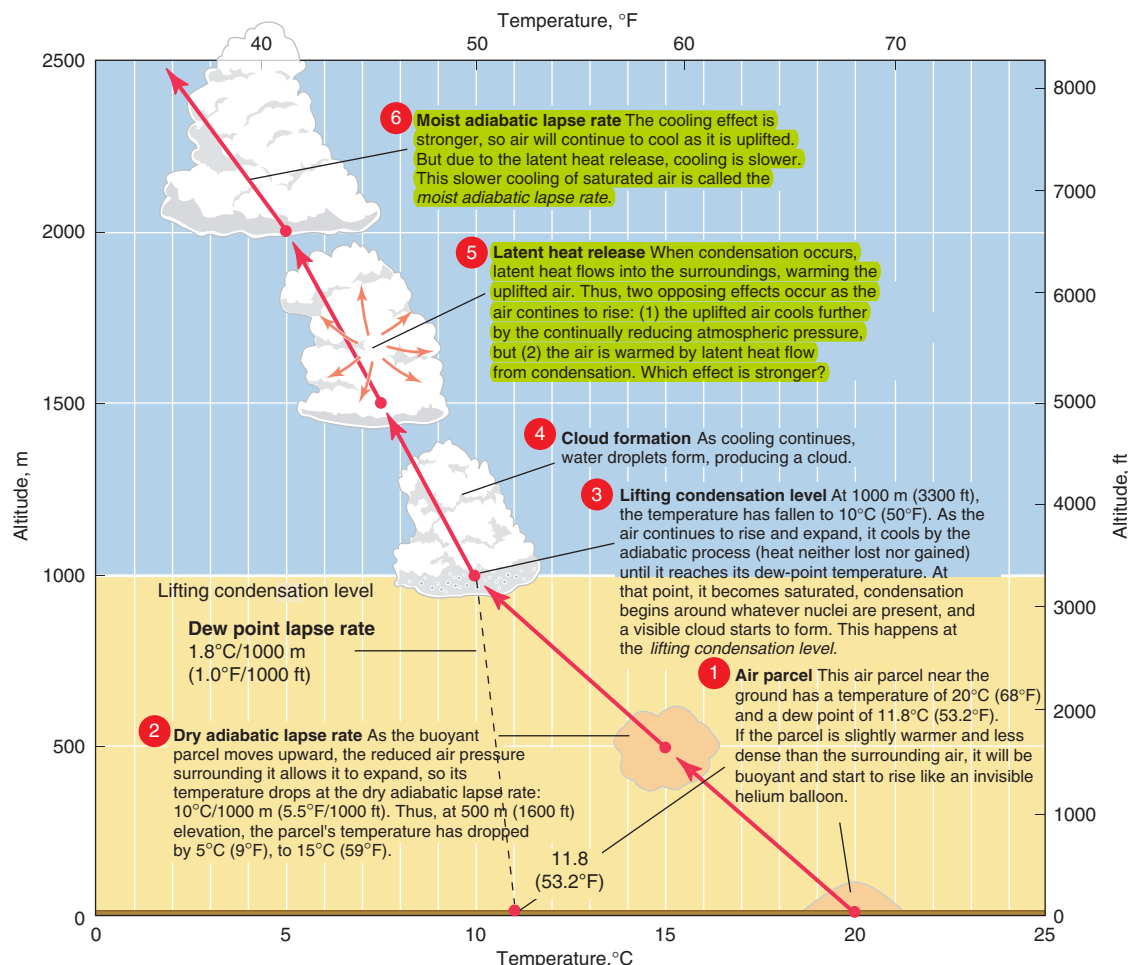 Temperature, °F
40 50 60 70
2500
2000
1500
1000
500
0
Altitude, m
8000
7000
6000
5000
4000
3000
2000
1000
0
Altitude, ft
6
Moist adiabatic lapse rate The cooling effect is
stronger, so air will continue to cool as it is uplifted.
But due to the latent heat release, cooling is slower.
This slower cooling of saturated air is called the
moist adiabatic lapse rate.
5
Latent heat release When condensation occurs,
latent heat flows into the surroundings, warming the
uplifted air. Thus, two opposing effects occur as the
air contines to rise: (1) the uplifted air cools further
by the continually reducing atmospheric pressure,
but (2) the air is warmed by latent heat flow
from condensation. Which effect is stronger?
4
Cloud formation As cooling continues,
water droplets form, producing a cloud.
3
Lifting condensation level At 1000 m (3300 ft),
the temperature has fallen to 10°C (50°F). As the
air continues to rise and expand, it cools by the
adiabatic process (heat neither lost nor gained)
until it reaches its dew-point temperature. At
that point, it becomes saturated, condensation
begins around whatever nuclei are present, and
a visible cloud starts to form. This happens at
the lifting condensation level.
Lifting condensation level
Dew point lapse rate
1.8°C/1000 m
(1.0°F/1000 ft)
1
Air parcel This air parcel near the
ground has a temperature of 20°C (68°F)
and a dew point of 11.8°C (53.2°F).
If the parcel is slightly warmer and less
dense than the surrounding air, it will be
buoyant and start to rise like an invisible
helium balloon.
2
Dry adiabatic lapse rate As the buoyant
parcel moves upward, the reduced air pressure
surrounding it allows it to expand, so its
temperature drops at the dry adiabatic lapse rate:
10°C/1000 m (5.5°F/1000 ft). Thus, at 500 m (1600 ft)
elevation, the parcel's temperature has dropped
by 5°C (9°F), to 15°C (59°F).
11.8
(53.2°F)
0 5 10 15 20 25
Temperature,°C